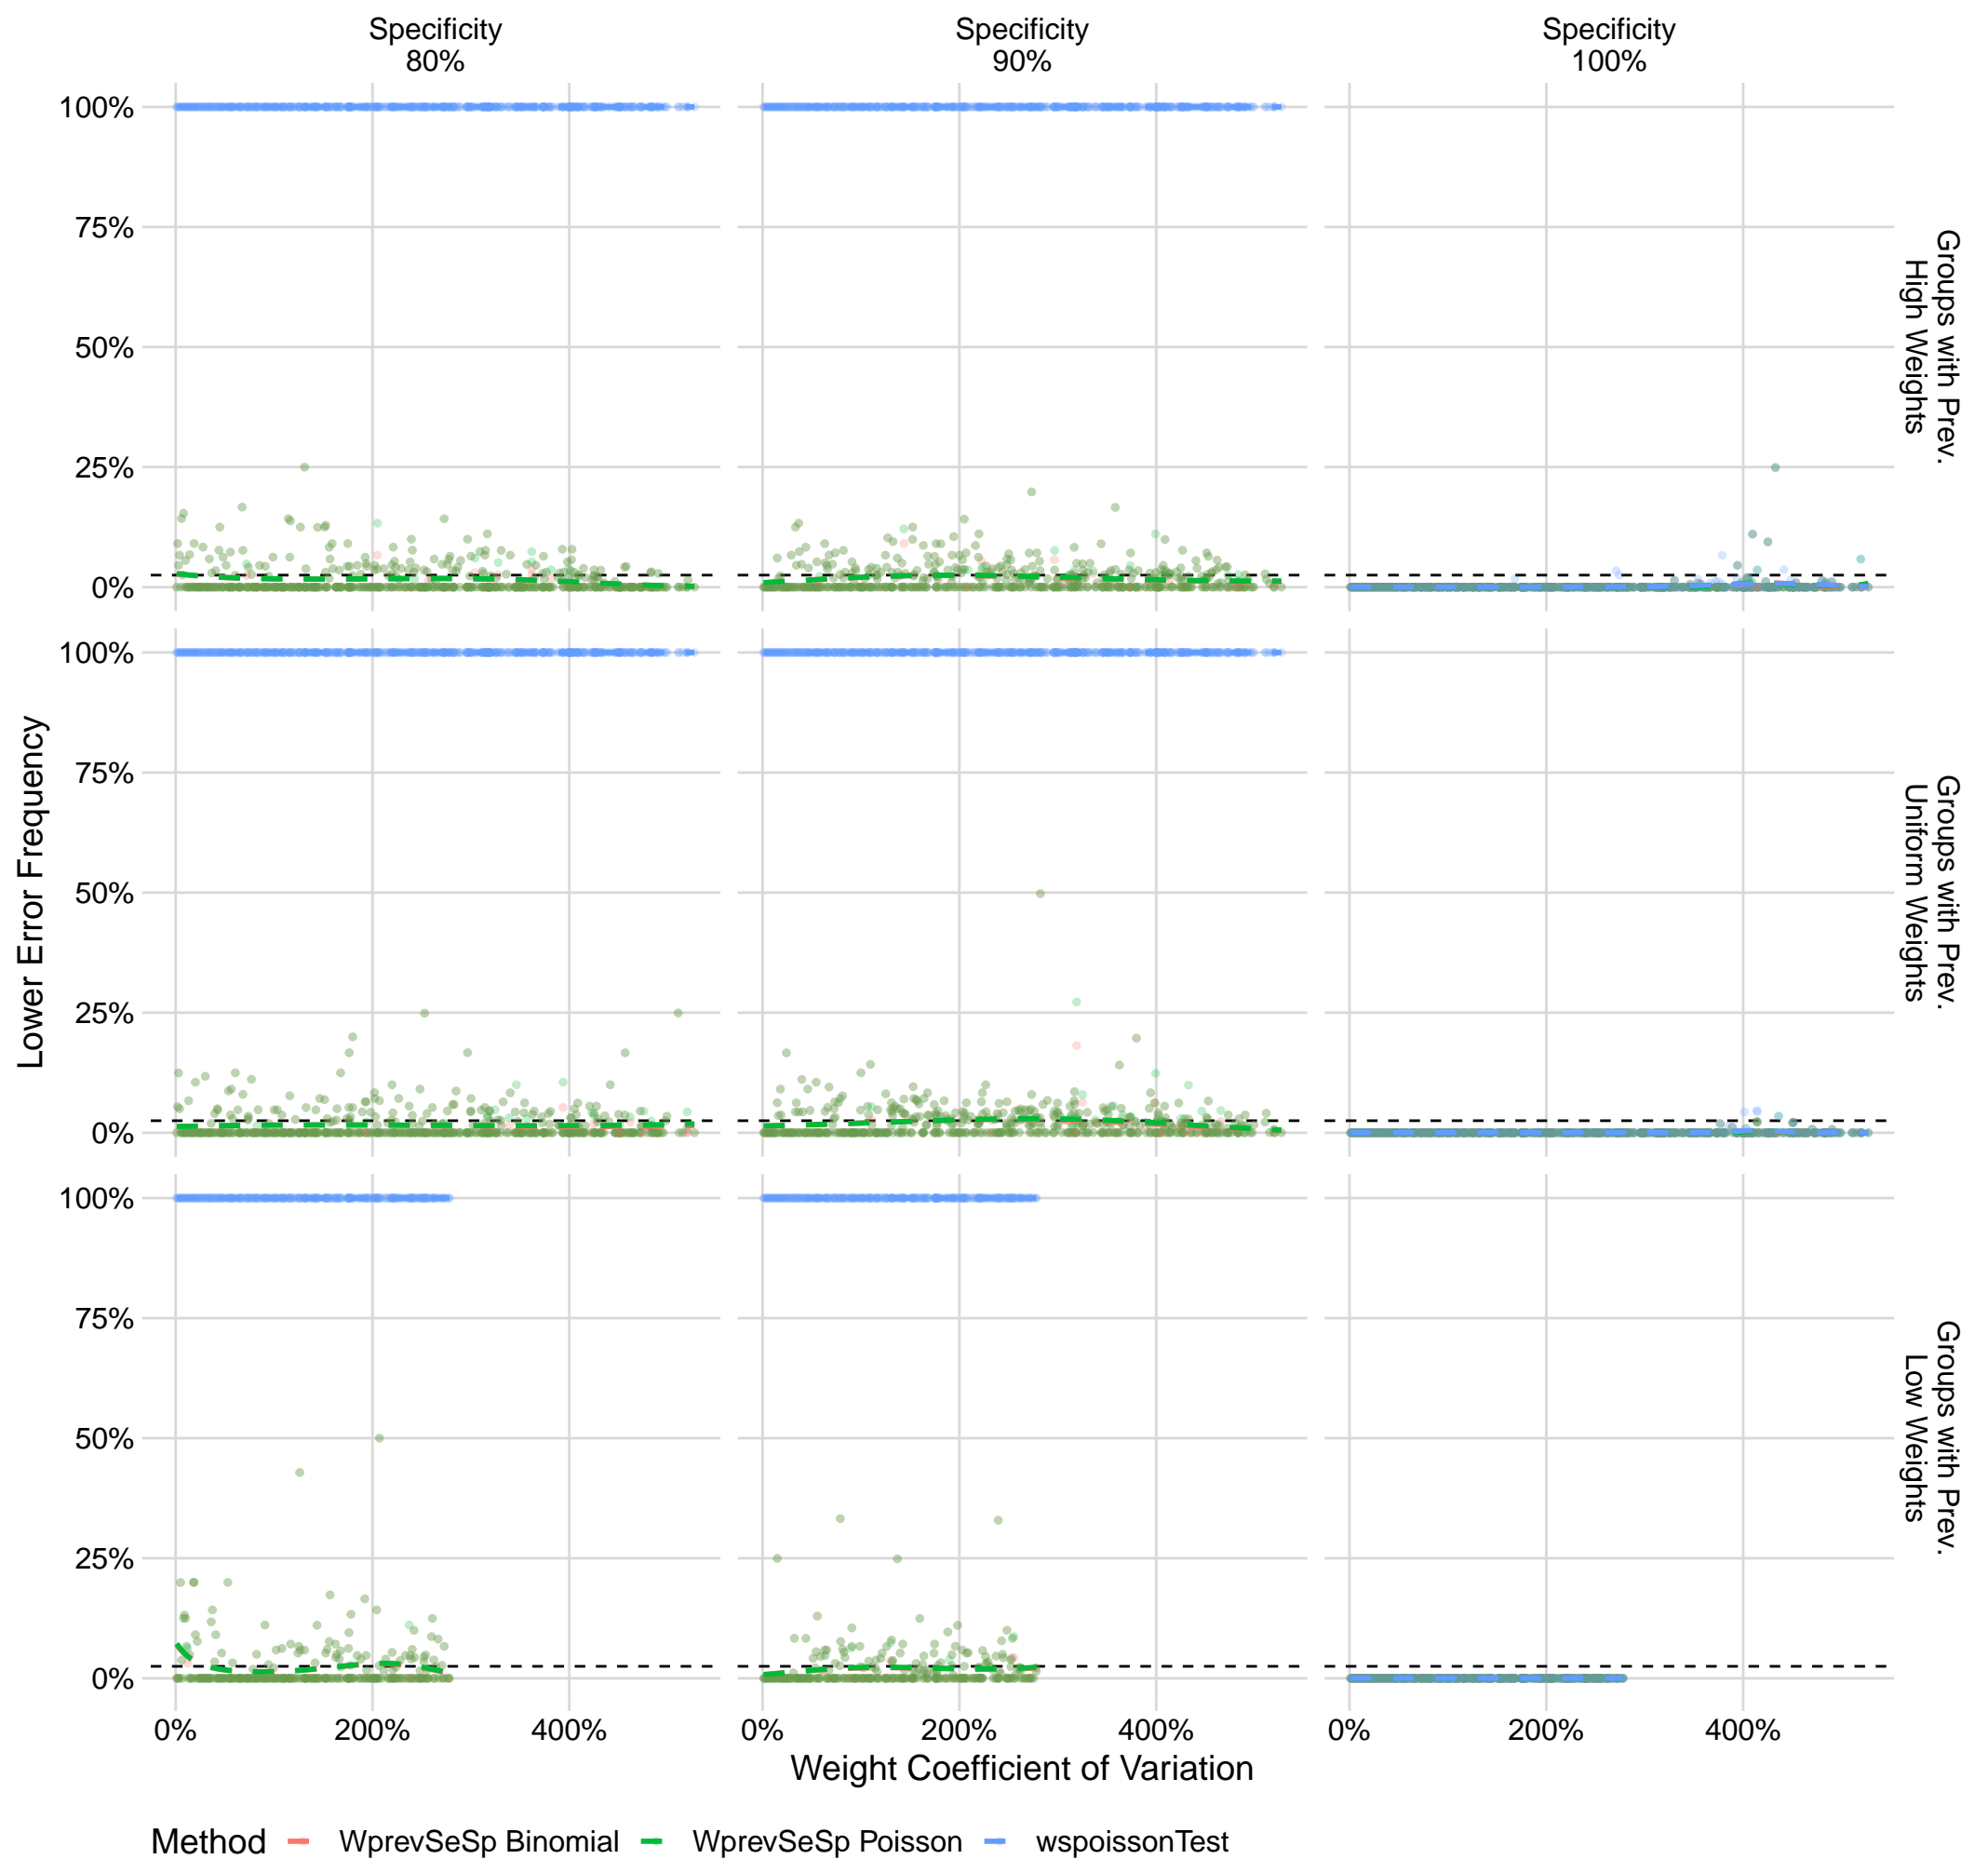 Specificity
80%
Specificity
90%
Specificity
100%
100%
75%
50%
25%
0%
Groups with Prev.
High Weights
100%
75%
50%
25%
0%
Groups with Prev.
Uniform Weights
100%
75%
50%
25%
0%
Groups with Prev.
Low Weights
Lower Error Frequency
0%
200%
400%
0%
200%
400%
0%
200%
400%
Weight Coefficient of Variation
Method
WprevSeSp Binomial
WprevSeSp Poisson
wspoissonTest